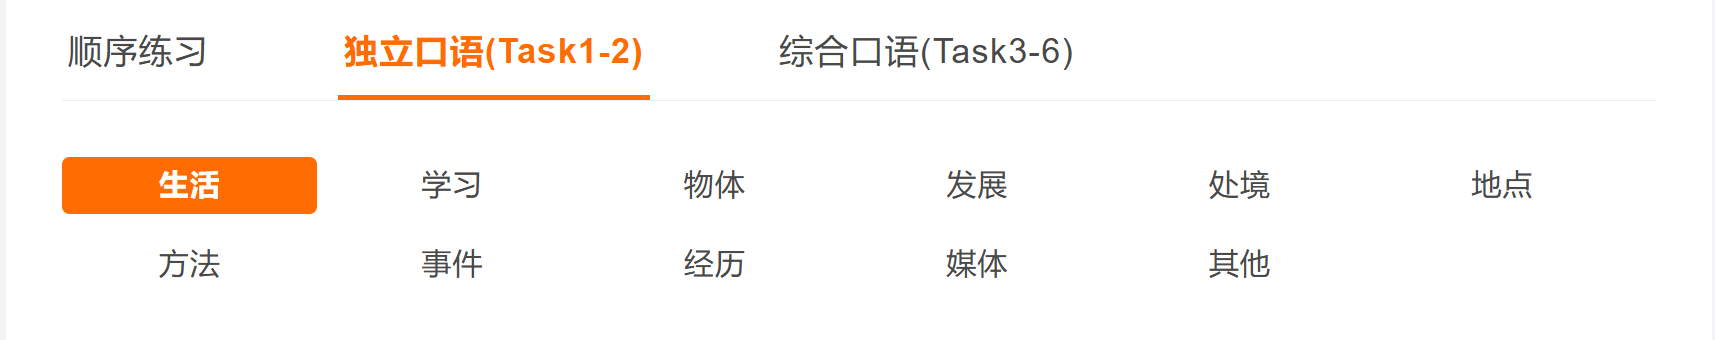 顺序练习 独立口语(Task1-2) 综合口语(Task3-6)
生活 学习 物体 发展 处境 地点
方法 事件 经历 媒体 其他